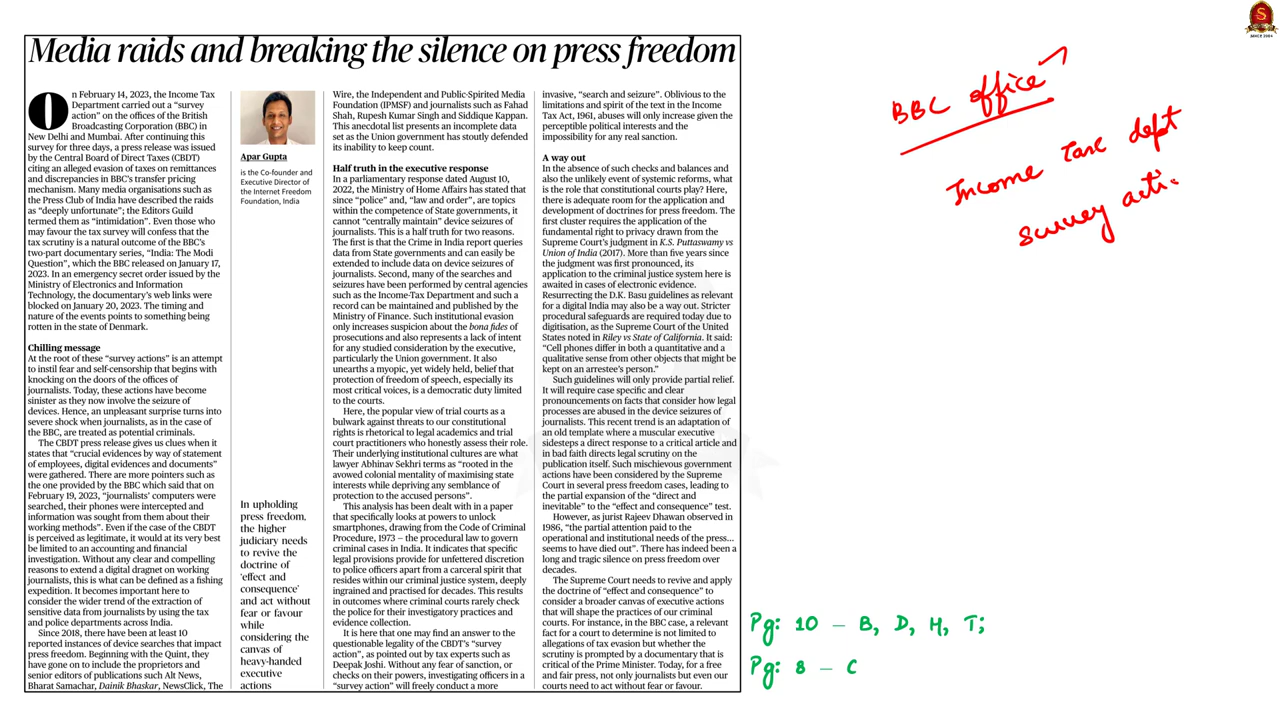 Media raids and breaking the silence on press freedom
On February 14, 2023, the Income Tax
Department carried out a “survey
action” on the offices of the British
Broadcasting Corporation (BBC) in
New Delhi and Mumbai. After continuing this
survey for three days, a press release was issued
by the Central Board of Direct Taxes (CBDT)
citing an alleged evasion of taxes on remittances
and discrepancies in BBC’s transfer pricing
mechanism. Many media organisations such as
the Press Club of India have described the raids
as “deeply unfortunate”; the Editors Guild
termed them as “intimidation”. Even those who
may favour the tax survey will confess that the
tax scrutiny is a natural outcome of the BBC’s
two-part documentary series, “India: The Modi
Question”, which the BBC released on January 17,
2023. In an emergency secret order issued by the
Ministry of Electronics and Information
Technology, the documentary’s web links were
blocked on January 20, 2023. The timing and
nature of the events points to something being
rotten in the state of Denmark.
Chilling message
At the root of these “survey actions” is an attempt
to instil fear and self-censorship that begins with
knocking on the doors of the offices of
journalists. Today, these actions have become
sinister as they now involve the seizure of
devices. Hence, an unpleasant surprise turns into
severe shock when journalists, as in the case of
the BBC, are treated as potential criminals.
The CBDT press release gives us clues when it
states that “crucial evidences by way of statement
of employees, digital evidences and documents”
were gathered. There are more pointers such as
the one provided by the BBC which said that on
February 19, 2023, “journalists’ computers were
searched, their phones were intercepted and
information was sought from them about their
working methods”. Even if the case of the CBDT
is perceived as legitimate, it would at its very best
be limited to an accounting and financial
investigation. Without any clear and compelling
reasons to extend a digital dragnet on working
journalists, this is what can be defined as a fishing
expedition. It becomes important here to
consider the wider trend of the extraction of
sensitive data from journalists by using the tax
and police departments across India.
Since 2018, there have been at least 10
reported instances of device searches that impact
press freedom. Beginning with the Quint, they
have gone on to include the proprietors and
senior editors of publications such as Alt News,
Bharat Samachar, Dainik Bhaskar, NewsClick, The
Apar Gupta
is the Co-founder and
Executive Director of
the Internet Freedom
Foundation, India
In upholding
press freedom,
the higher
judiciary needs
to revive the
doctrine of
‘effect and
consequence’
and act without
fear or favour
while
considering the
canvas of
heavy-handed
executive
actions
Wire, the Independent and Public-Spirited Media
Foundation (IPMSF) and journalists such as Fahad
Shah, Rupesh Kumar Singh and Siddique Kappan.
This anecdotal list presents an incomplete data
set as the Union government has stoutly defended
its inability to keep count.
Half truth in the executive response
In a parliamentary response dated August 10,
2022, the Ministry of Home Affairs has stated that
since “police” and, “law and order”, are topics
within the competence of State governments, it
cannot “centrally maintain” device seizures of
journalists. This is a half truth for two reasons.
The first is that the Crime in India report queries
data from State governments and can easily be
extended to include data on device seizures of
journalists. Second, many of the searches and
seizures have been performed by central agencies
such as the Income-Tax Department and such a
record can be maintained and published by the
Ministry of Finance. Such institutional evasion
only increases suspicion about the bona fides of
prosecutions and also represents a lack of intent
for any studied consideration by the executive,
particularly the Union government. It also
unearths a myopic, yet widely held, belief that
protection of freedom of speech, especially its
most critical voices, is a democratic duty limited
to the courts.
Here, the popular view of trial courts as a
bulwark against threats to our constitutional
rights is rhetorical to legal academics and trial
court practitioners who honestly assess their role.
Their underlying institutional cultures are what
lawyer Abhinav Sekhri terms as “rooted in the
avowed colonial mentality of maximising state
interests while depriving any semblance of
protection to the accused persons”.
This analysis has been dealt with in a paper
that specifically looks at powers to unlock
smartphones, drawing from the Code of Criminal
Procedure, 1973 — the procedural law to govern
criminal cases in India. It indicates that specific
legal provisions provide for unfettered discretion
to police officers apart from a carceral spirit that
resides within our criminal justice system, deeply
ingrained and practised for decades. This results
in outcomes where criminal courts rarely check
the police for their investigatory practices and
evidence collection.
It is here that one may find an answer to the
questionable legality of the CBDT’s “survey
action”, as pointed out by tax experts such as
Deepak Joshi. Without any fear of sanction, or
checks on their powers, investigating officers in a
“survey action” will freely conduct a more
invasive, “search and seizure”. Oblivious to the
limitations and spirit of the text in the Income
Tax Act, 1961, abuses will only increase given the
perceptible political interests and the
impossibility for any real sanction.
A way out
In the absence of such checks and balances and
also the unlikely event of systemic reforms, what
is the role that constitutional courts play? Here,
there is adequate room for the application and
development of doctrines for press freedom. The
first cluster requires the application of the
fundamental right to privacy drawn from the
Supreme Court’s judgment in K.S. Puttaswamy vs
Union of India (2017). More than five years since
the judgment was first pronounced, its
application to the criminal justice system here is
awaited in cases of electronic evidence.
Resurrecting the D.K. Basu guidelines as relevant
for a digital India may also be a way out. Stricter
procedural safeguards are required today due to
digitisation, as the Supreme Court of the United
States noted in Riley vs State of California. It said:
“Cell phones differ in both a quantitative and a
qualitative sense from other objects that might be
kept on an arrestee’s person.”
Such guidelines will only provide partial relief.
It will require case specific and clear
pronouncements on facts that consider how legal
processes are abused in the device seizures of
journalists. This recent trend is an adaptation of
an old template where a muscular executive
sidesteps a direct response to a critical article and
in bad faith directs legal scrutiny on the
publication itself. Such mischievous government
actions have been considered by the Supreme
Court in several press freedom cases, leading to
the partial expansion of the “direct and
inevitable” to the “effect and consequence” test.
However, as jurist Rajeev Dhawan observed in
1986, “the partial attention paid to the
operational and institutional needs of the press...
seems to have died out”. There has indeed been a
long and tragic silence on press freedom over
decades.
The Supreme Court needs to revive and apply
the doctrine of “effect and consequence” to
consider a broader canvas of executive actions
that will shape the practices of our criminal
courts. For instance, in the BBC case, a relevant
fact for a court to determine is not limited to
allegations of tax evasion but whether the
scrutiny is prompted by a documentary that is
critical of the Prime Minister. Today, for a free
and fair press, not only journalists but even our
courts need to act without fear or favour.
BBC office
Income Tax dept
Survey acti
Pg: 10 – B, D, H, T;
Pg: 8 – C
S
SINCE 2004